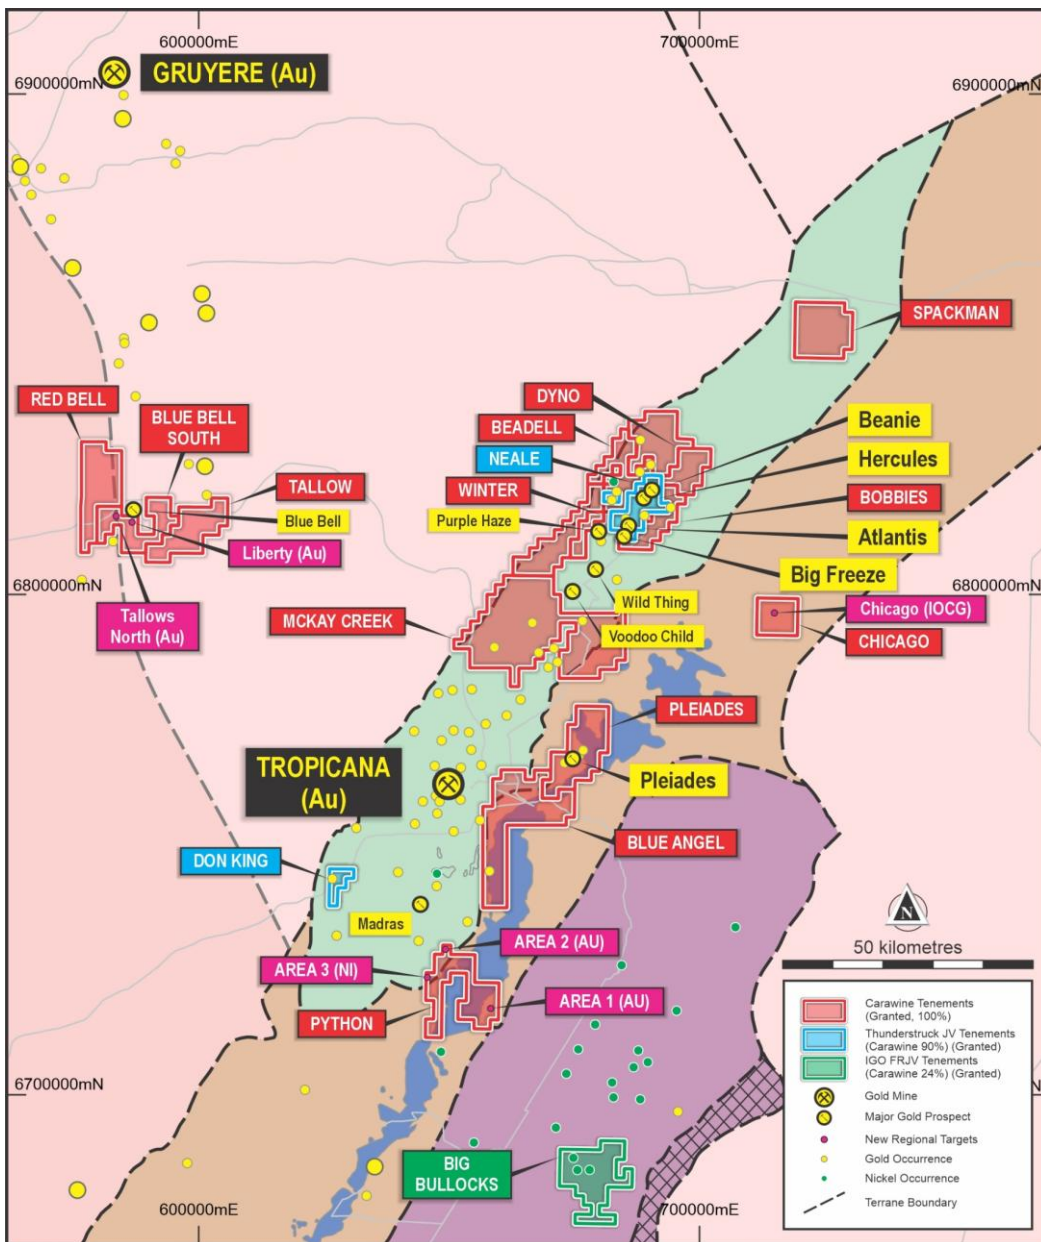 600000mE
700000mE
GRUYERE (Au)
6900000mN
6900000mN
SPACKMAN
RED BELL
BLUE BELL
SOUTH
DYNO
BEADELL
Beanie
NEALE
Hercules
TALLOW
WINTER
BOBBIES
Blue Bell
Purple Haze
Atlantis
Liberty (Au)
Big Freeze
6800000mN
6800000mN
Wild Thing
Tallows
North (Au)
Chicago (IOCG)
MCKAY CREEK
Voodoo Child
CHICAGO
PLEIADES
TROPICANA
(Au)
Pleiades
BLUE ANGEL
DON KING
Madras
N
AREA 2 (AU)
50 kilometres
AREA 3 (NI)
AREA 1 (AU)
PYTHON
Carawine Tenements
(Granted, 100%)
Thunderstruck JV Tenements
(Carawine 90%) (Granted)
IGO FRJV Tenements
(Carawine 24%) (Granted)
6700000mN
Gold Mine
Major Gold Prospect
New Regional Targets
Gold Occurrence
BIG
BULLOCKS
Nickel Occurrence
Terrane Boundary
600000mE
700000mE